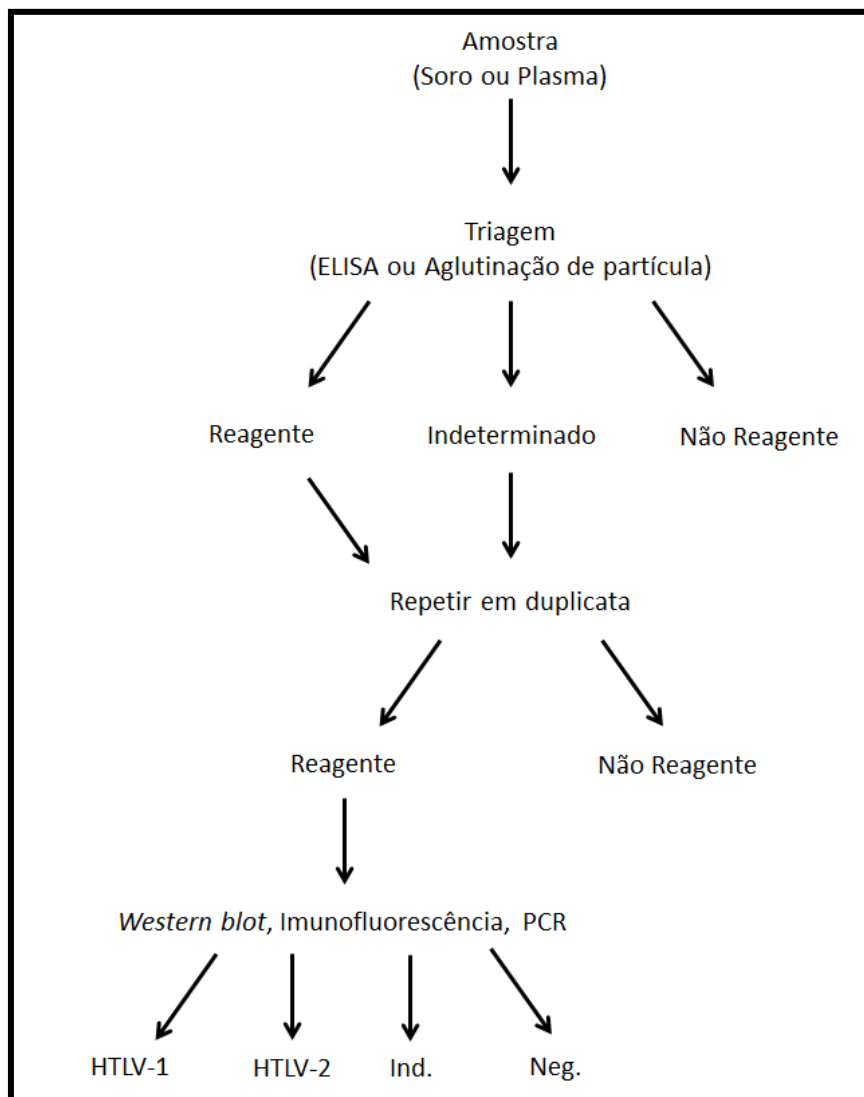 Amostra
(Soro ou Plasma)
Triagem
(ELISA ou Aglutinação de partícula)
Reagente
Indeterminado
Não Reagente
Repetir em duplicata
Reagente
Não Reagente
Western blot, Imunofluorescência, PCR
HTLV-1
HTLV-2
Ind.
Neg.